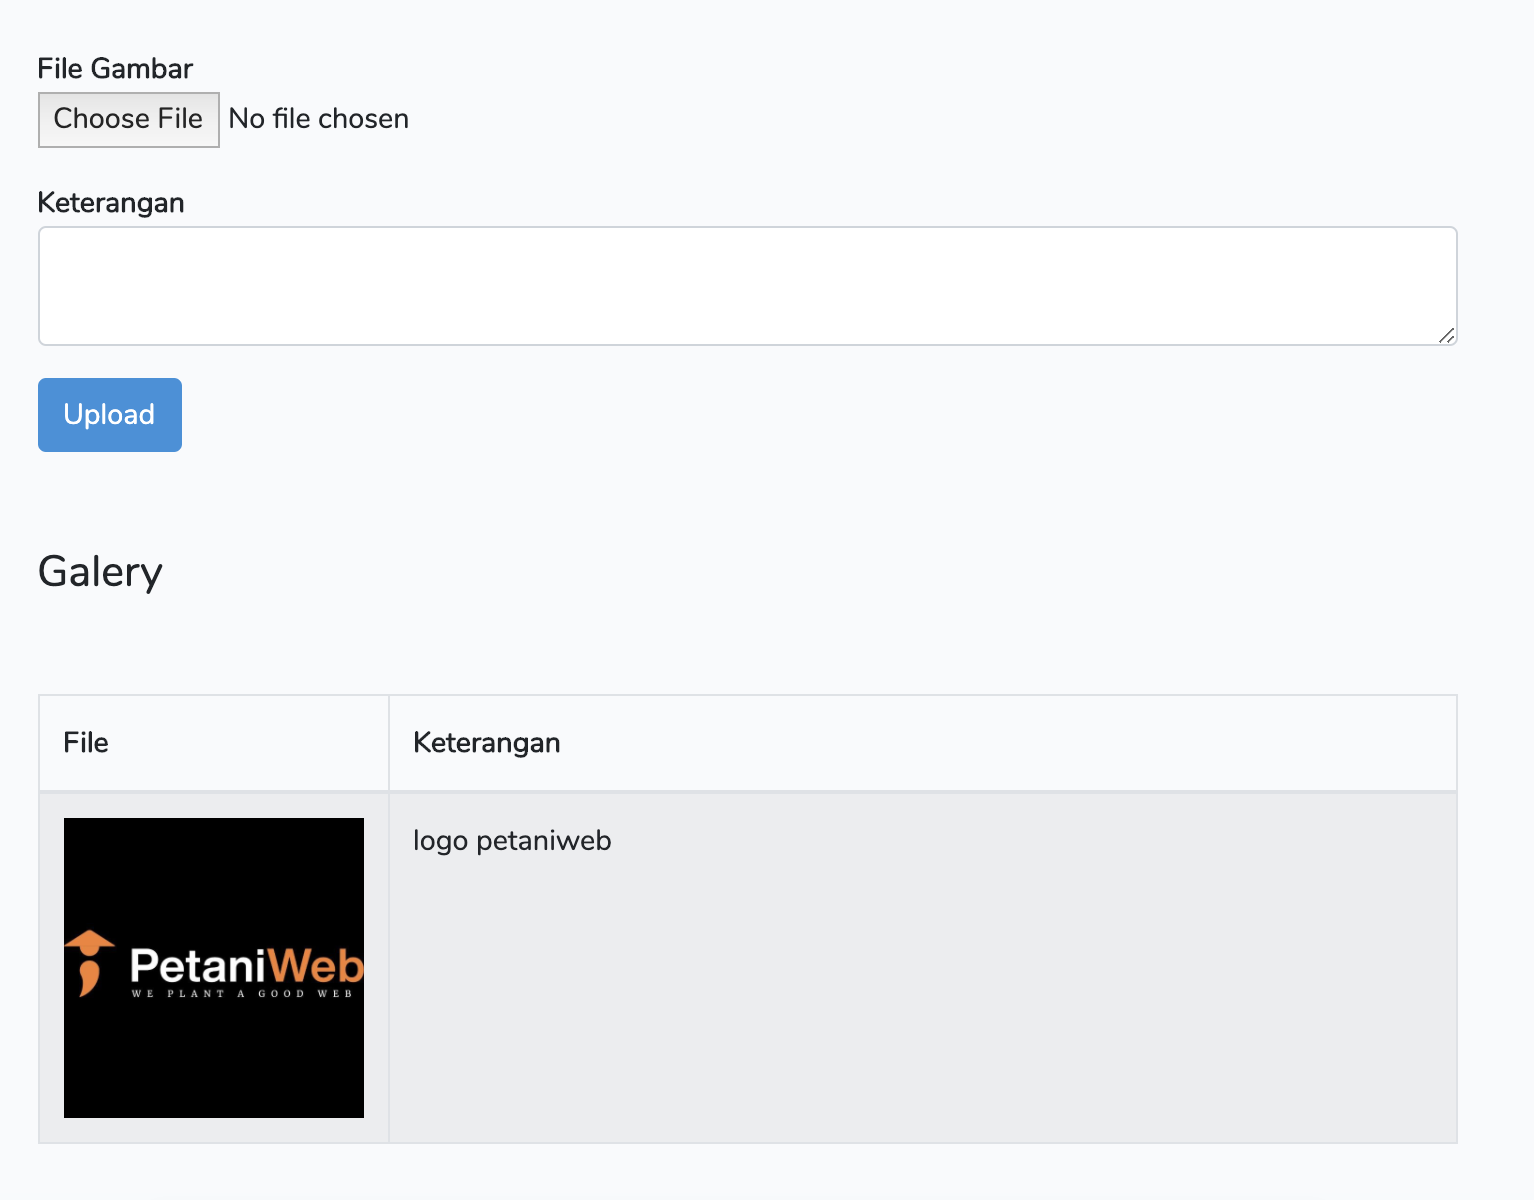 File Gambar
Choose File No file chosen
Keterangan
Upload
Galery
File Keterangan
logo petaniweb
PetaniWeb
WE PLANT A GOOD WEB